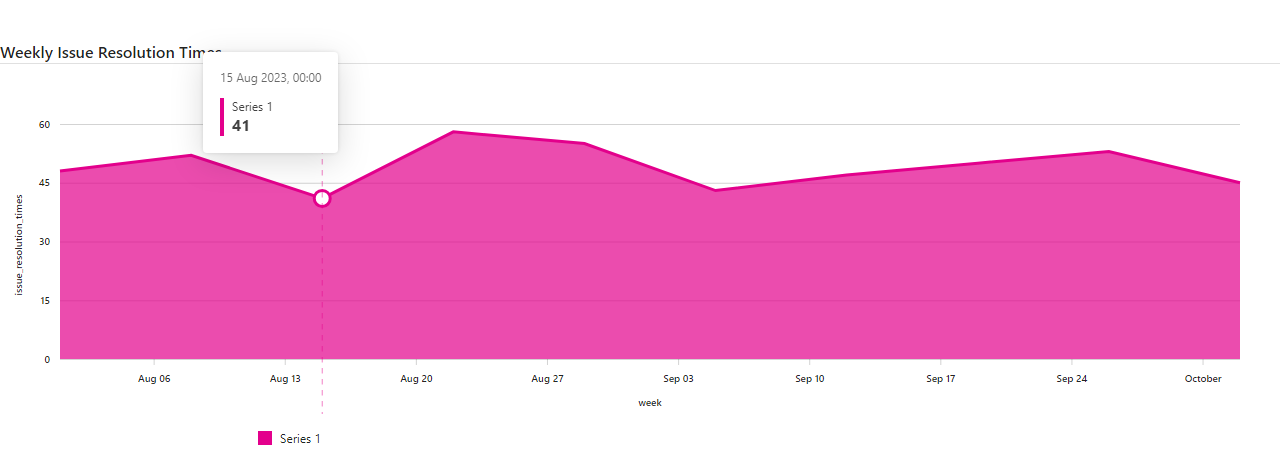 Weekly Issue Resolution Times
15 Aug 2023, 00:00
Series 1
41
60
45
30
15
0
issue_resolution_times
Aug 06 Aug 13 Aug 20 Aug 27 Sep 03 Sep 10 Sep 17 Sep 24 October
week
Series 1